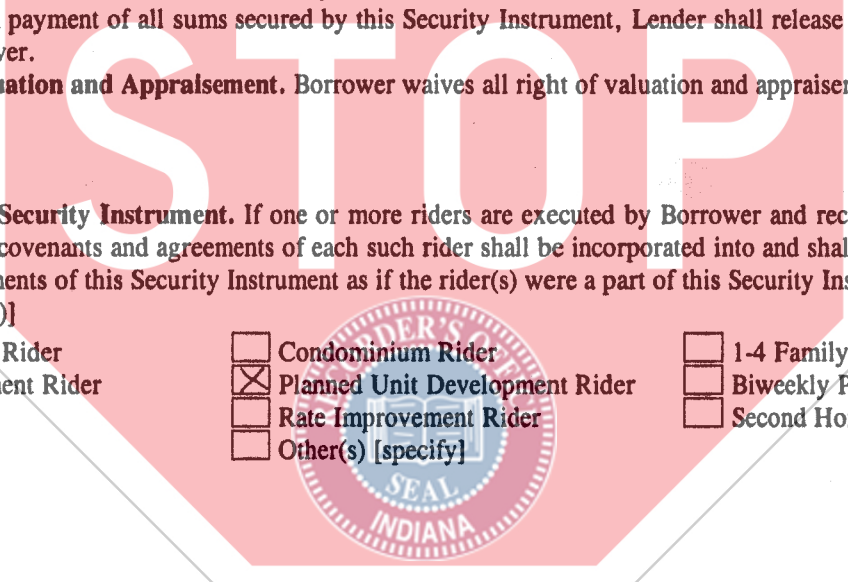 payment of all sums secured by this Security Instrument, Lender shall release
ver.
uation and Appraisement. Borrower waives all right of valuation and appraisem
STOP
Security Instrument. If one or more riders are executed by Borrower and rec
covenants and agreements of each such rider shall be incorporated into and shal
nents of this Security Instrument as if the rider(s) were a part of this Security Ins
)]
Rider Condominium Rider 1-4 Family
ent Rider Planned Unit Development Rider Biweekly P
Rate Improvement Rider Second Ho
Other(s) [specify]
RECORDER'S OFFICE
SEAL
INDIANA